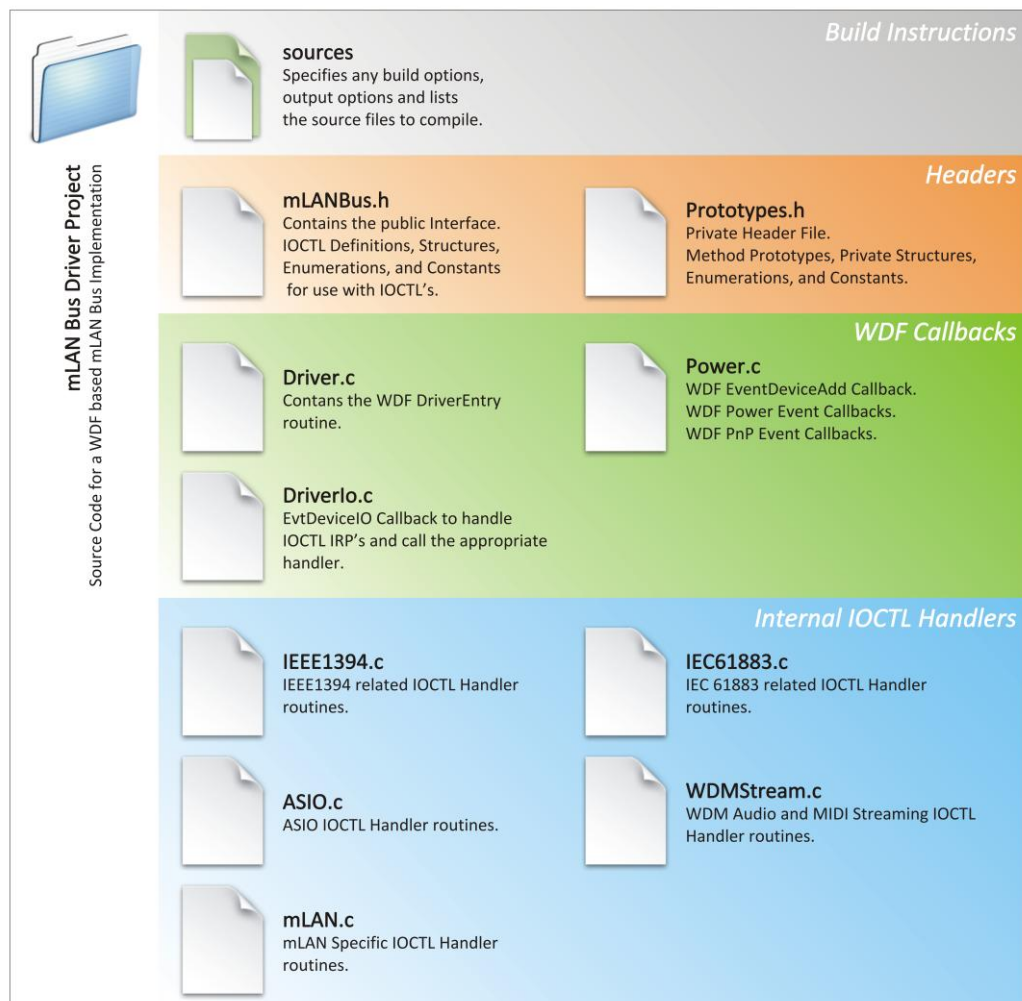 mLAN Bus Driver Project
Source Code for a WDF based mLAN Bus Implementation
Build Instructions
sources
Specifies any build options,
output options and lists
the source files to compile.
Headers
mLANBus.h
Contains the public Interface.
IOCTL Definitions, Structures,
Enumerations, and Constants
for use with IOCTL's.
Prototypes.h
Private Header File.
Method Prototypes, Private Structures,
Enumerations, and Constants.
WDF Callbacks
Driver.c
Contans the WDF DriverEntry
routine.
Power.c
WDF EventDeviceAdd Callback.
WDF Power Event Callbacks.
WDF PnP Event Callbacks.
DriverIo.c
EvtDeviceIO Callback to handle
IOCTL IRP's and call the appropriate
handler.
Internal IOCTL Handlers
IEEE1394.c
IEEE1394 related IOCTL Handler
routines.
IEC61883.c
IEC 61883 related IOCTL Handler
routines.
ASIO.c
ASIO IOCTL Handler routines.
WDMStream.c
WDM Audio and MIDI Streaming IOCTL
Handler routines.
mLAN.c
mLAN Specific IOCTL Handler
routines.